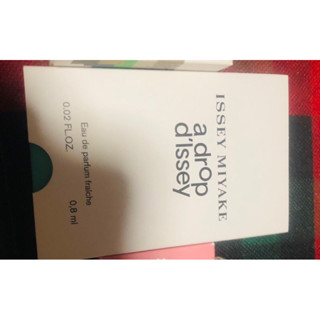 ISSEY MIYAKE
a drop
d'Issey
Eau de parfum fraîche
0.02 FL.OZ.
0,8 ml